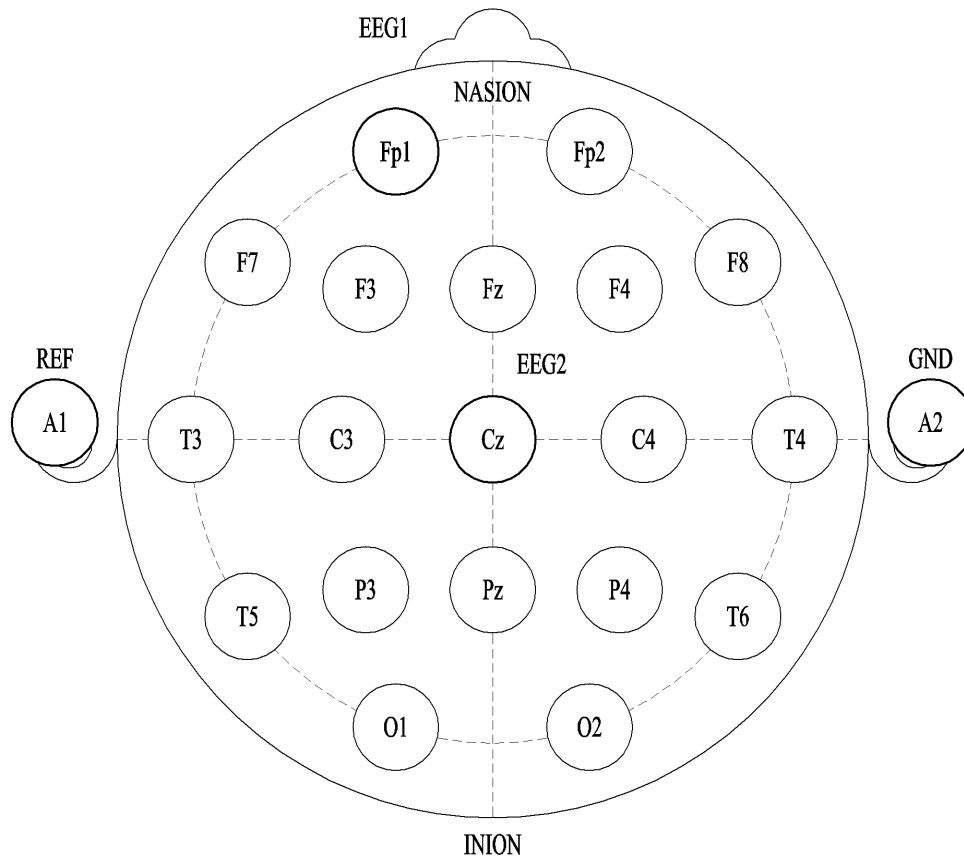 EEG1
NASION
Fp1 Fp2
F7 F8
F3 Fz F4
REF EEG2 GND
A1 A2
T3 C3 Cz C4 T4
P3 Pz P4
T5 T6
O1 O2
INION